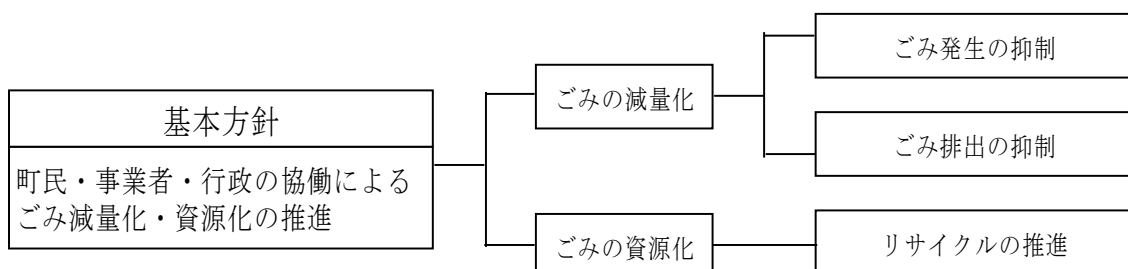 基本方針
町民・事業者・行政の協働による
ごみ減量化・資源化の推進
ごみの減量化
ごみの資源化
ごみ発生の抑制
ごみ排出の抑制
リサイクルの推進